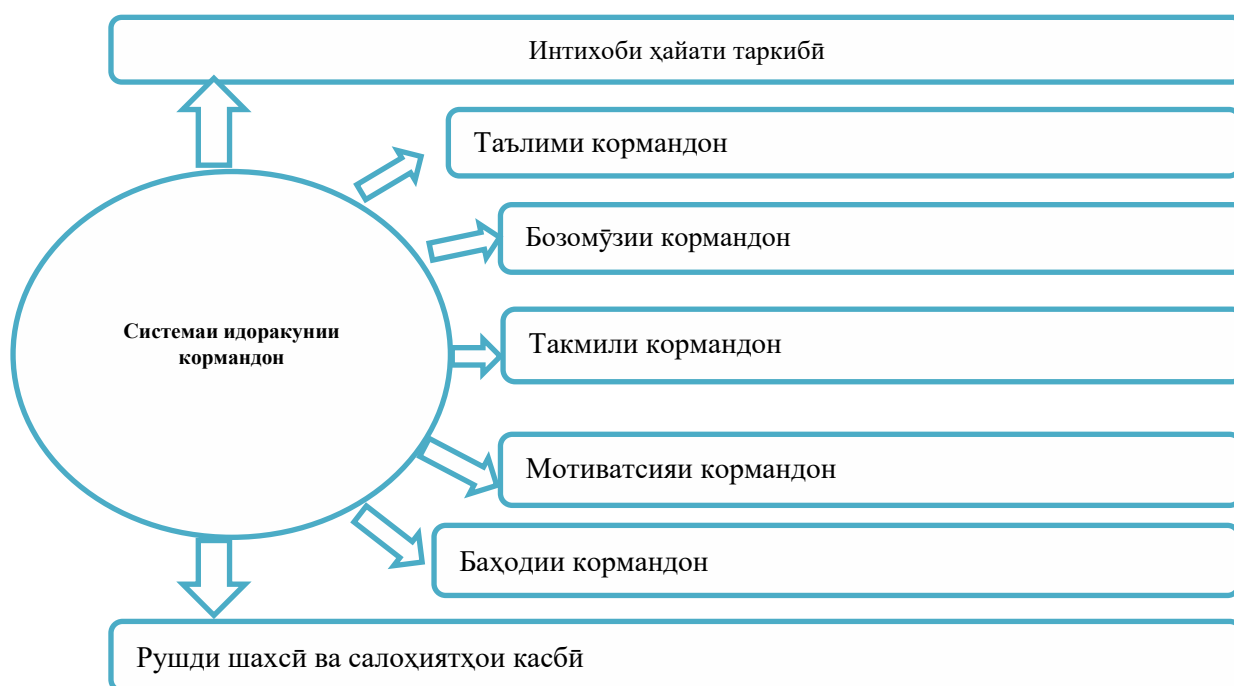 Интихоби ҳайати таркибӣ
Таълими кормандон
Бозомӯзии кормандон
Системаи идоракунии
кормандон
Такмили кормандон
Мотиватсияи кормандон
Баҳодии кормандон
Рушди шахсӣ ва салоҳиятҳои касбӣ